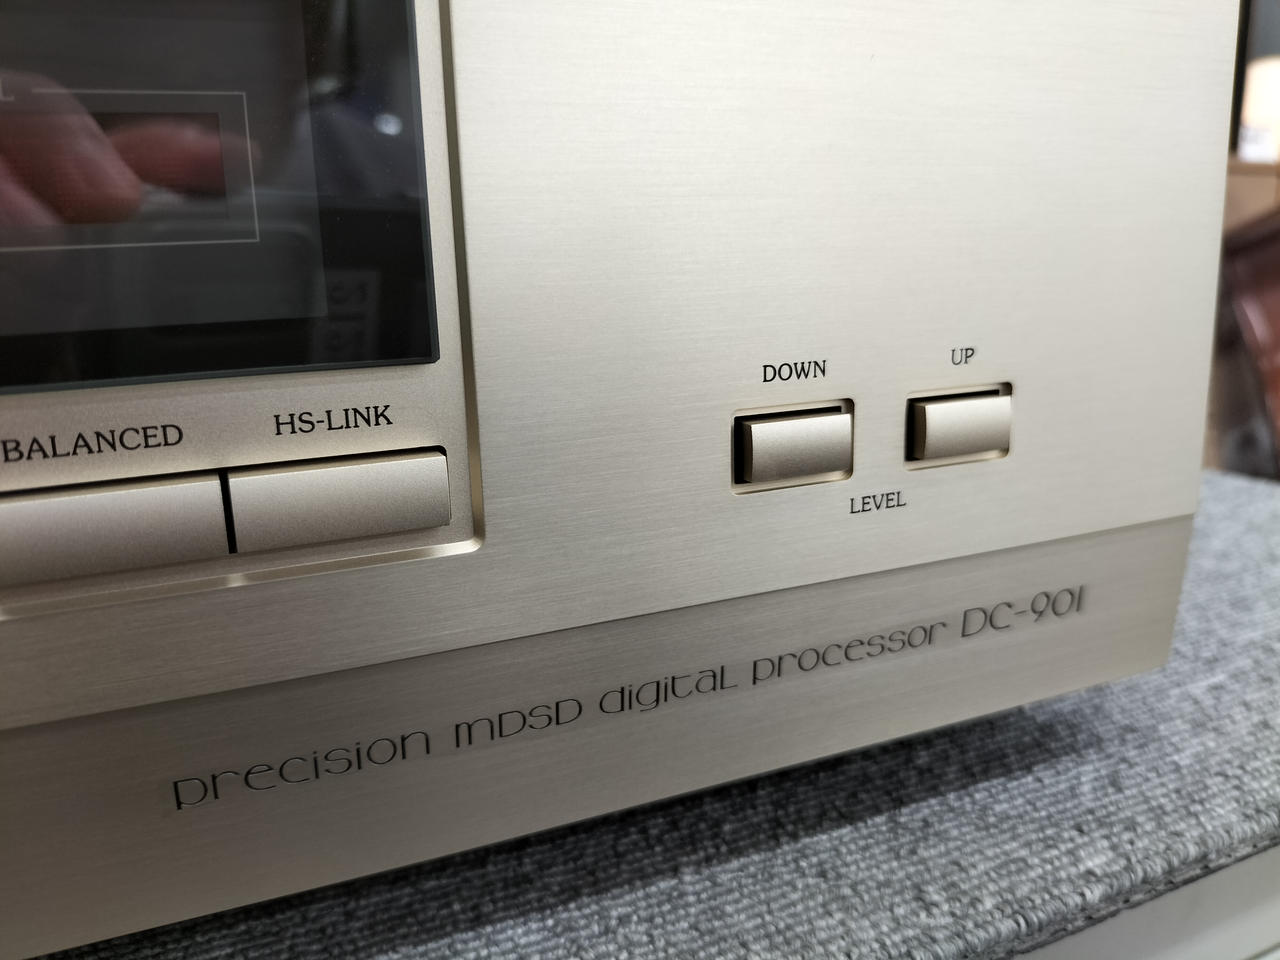 BALANCED
HS-LINK
DOWN
UP
LEVEL
precision mDSD digital processor DC-901